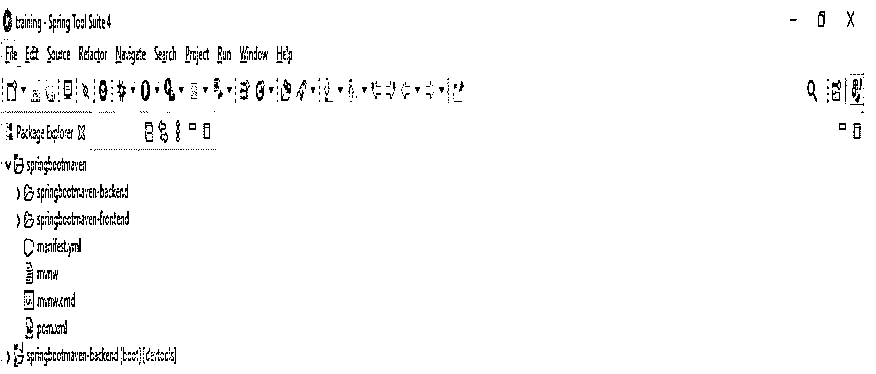 training - Spring Tool Suite 4
File Edit Source Refactor Navigate Search Project Run Window Help
Package Explorer
springbootmaven
springbootmaven-backend
springbootmaven-frontend
manifest.yml
mvnw
mvnw.cmd
pom.xml
springbootmaven-backend [boot] [devtools]